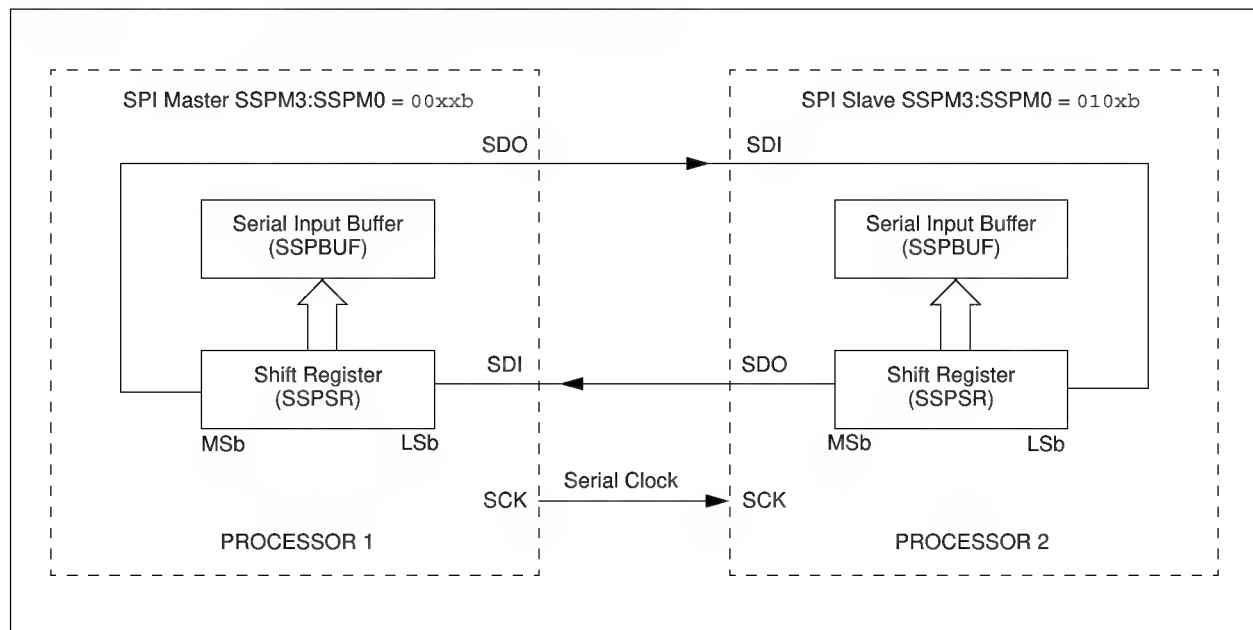 SPI Master SSPM3:SSPM0 = 00xxb
SPI Slave SSPM3:SSPM0 = 010xb
SDO
SDI
Serial Input Buffer
(SSPBUF)
Serial Input Buffer
(SSPBUF)
Shift Register
(SSPSR)
SDI
SDO
Shift Register
(SSPSR)
MSb
LSb
MSb
LSb
SCK
Serial Clock
SCK
PROCESSOR 1
PROCESSOR 2